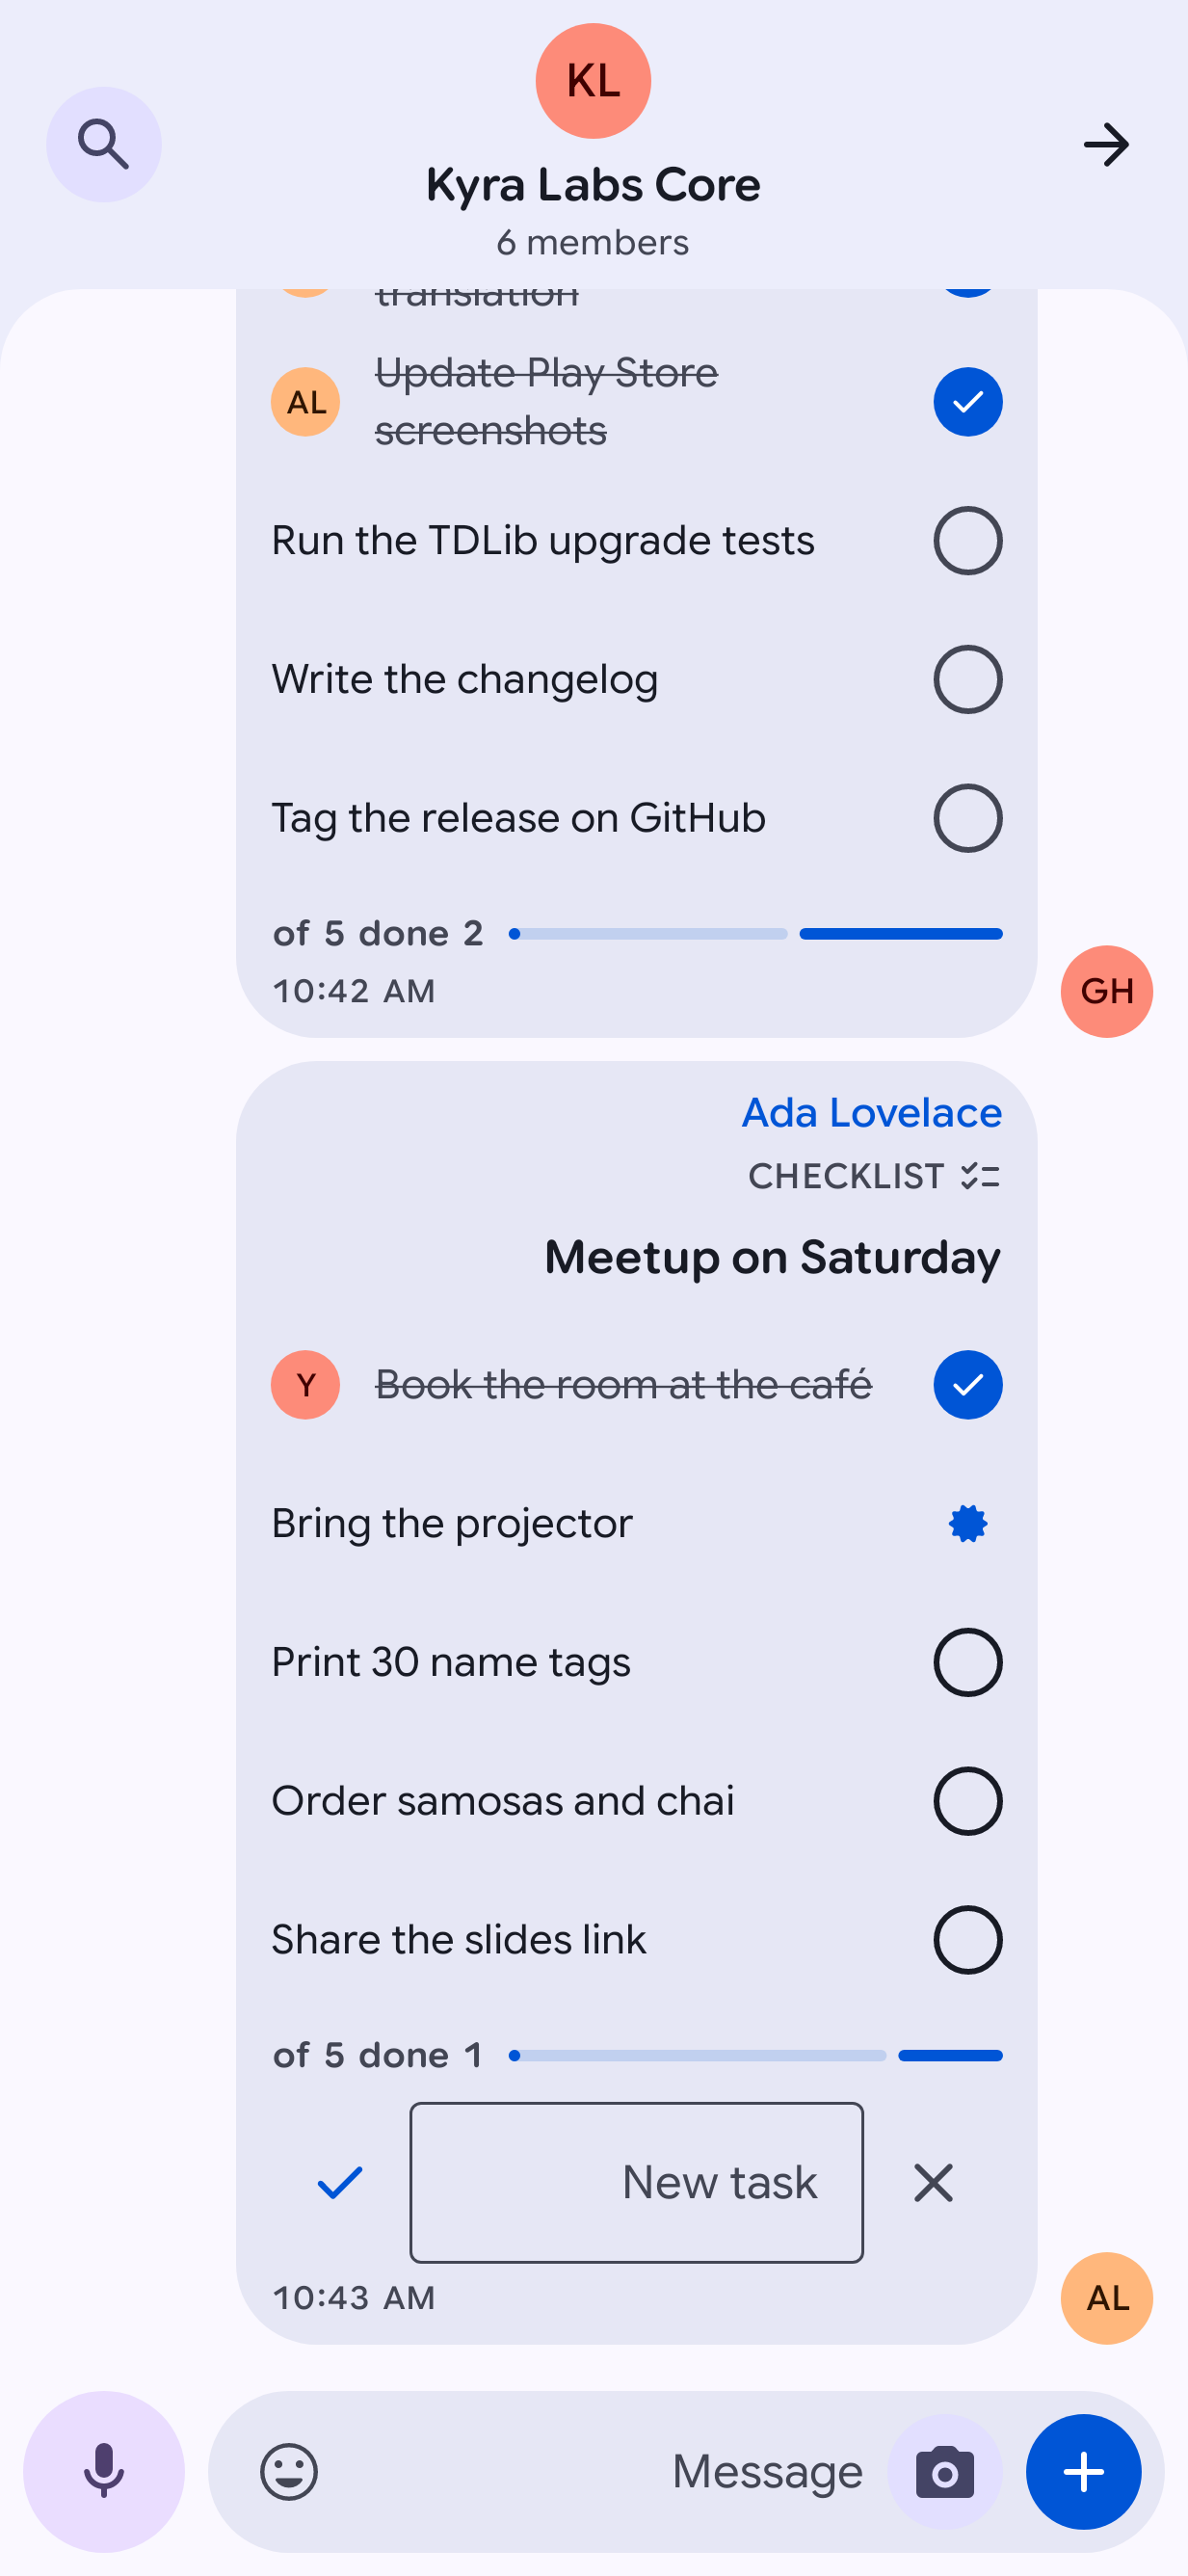 KL
Kyra Labs Core
6 members
translation
AL
Update Play Store
screenshots
Run the TDLib upgrade tests
Write the changelog
Tag the release on GitHub
of 5 done 2
10:42 AM
GH
Ada Lovelace
CHECKLIST
Meetup on Saturday
Y
Book the room at the café
Bring the projector
Print 30 name tags
Order samosas and chai
Share the slides link
of 5 done 1
New task
10:43 AM
AL
Message